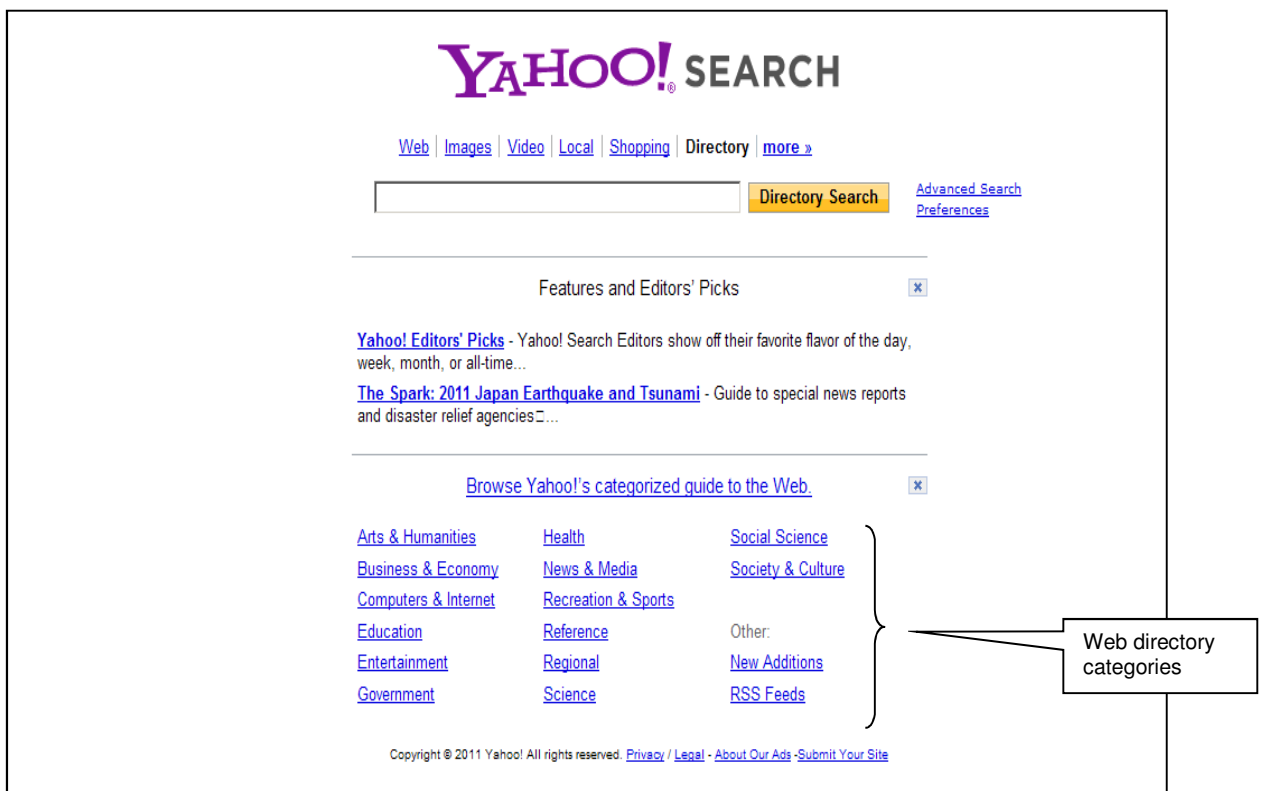 YAHOO!® SEARCH
Web | Images | Video | Local | Shopping | Directory | more »
Directory Search
Advanced Search
Preferences
Features and Editors' Picks
Yahoo! Editors' Picks - Yahoo! Search Editors show off their favorite flavor of the day,
week, month, or all-time...
The Spark: 2011 Japan Earthquake and Tsunami - Guide to special news reports
and disaster relief agencies□...
Browse Yahoo!'s categorized guide to the Web.
Arts & Humanities
Business & Economy
Computers & Internet
Education
Entertainment
Government
Health
News & Media
Recreation & Sports
Reference
Regional
Science
Social Science
Society & Culture
Other:
New Additions
RSS Feeds
Web directory
categories
Copyright © 2011 Yahoo! All rights reserved. Privacy / Legal - About Our Ads -Submit Your Site